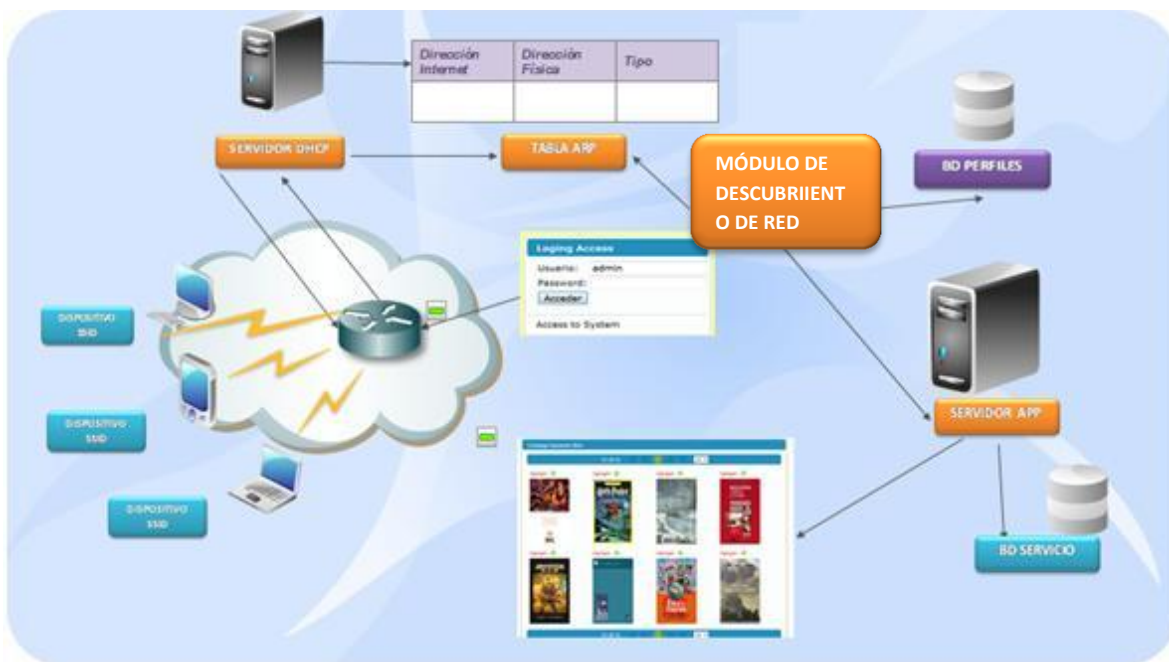 Dirección
Internet
Dirección
Física
Tipo
SERVIDOR DHCP
TABLA ARP
MÓDULO DE
DESCUBRIIENT
O DE RED
BD PERFILES
Loging Access
Usuario: admin
Password:
Acceder
Access to System
DISPOSITIVO
SSID
DISPOSITIVO
SSID
DISPOSITIVO
SSID
SERVIDOR APP
BD SERVICIO